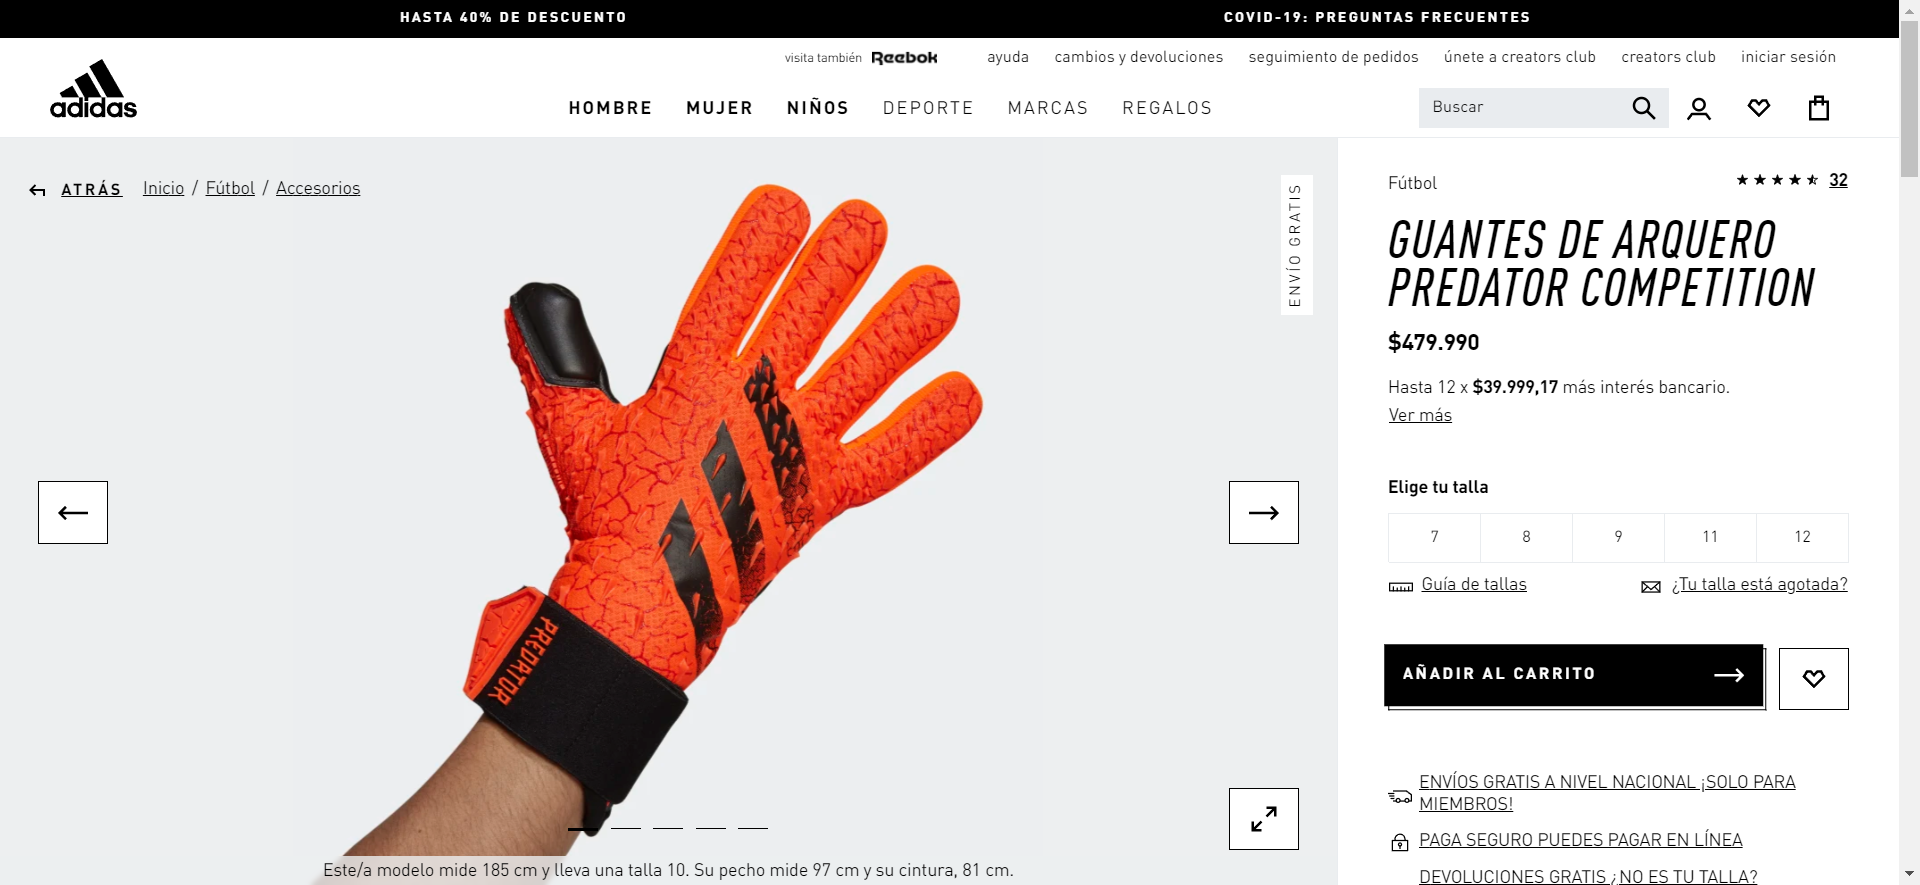 HASTA 40% DE DESCUENTO
COVID-19: PREGUNTAS FRECUENTES
visita también Reebok
ayuda
cambios y devoluciones
seguimiento de pedidos
únete a creators club
creators club
iniciar sesión
adidas
HOMBRE
MUJER
NIÑOS
DEPORTE
MARCAS
REGALOS
Buscar
ATRÁS
Inicio / Fútbol / Accesorios
ENVÍO GRATIS
PREDATOR
Este/a modelo mide 185 cm y lleva una talla 10. Su pecho mide 97 cm y su cintura, 81 cm.
Fútbol
32
GUANTES DE ARQUERO
PREDATOR COMPETITION
$479.990
Hasta 12 x $39.999,17 más interés bancario.
Ver más
Elige tu talla
7
8
9
11
12
Guía de tallas
¿Tu talla está agotada?
AÑADIR AL CARRITO
ENVÍOS GRATIS A NIVEL NACIONAL ¡SOLO PARA
MIEMBROS!
PAGA SEGURO PUEDES PAGAR EN LÍNEA
DEVOLUCIONES GRATIS ¿NO ES TU TALLA?